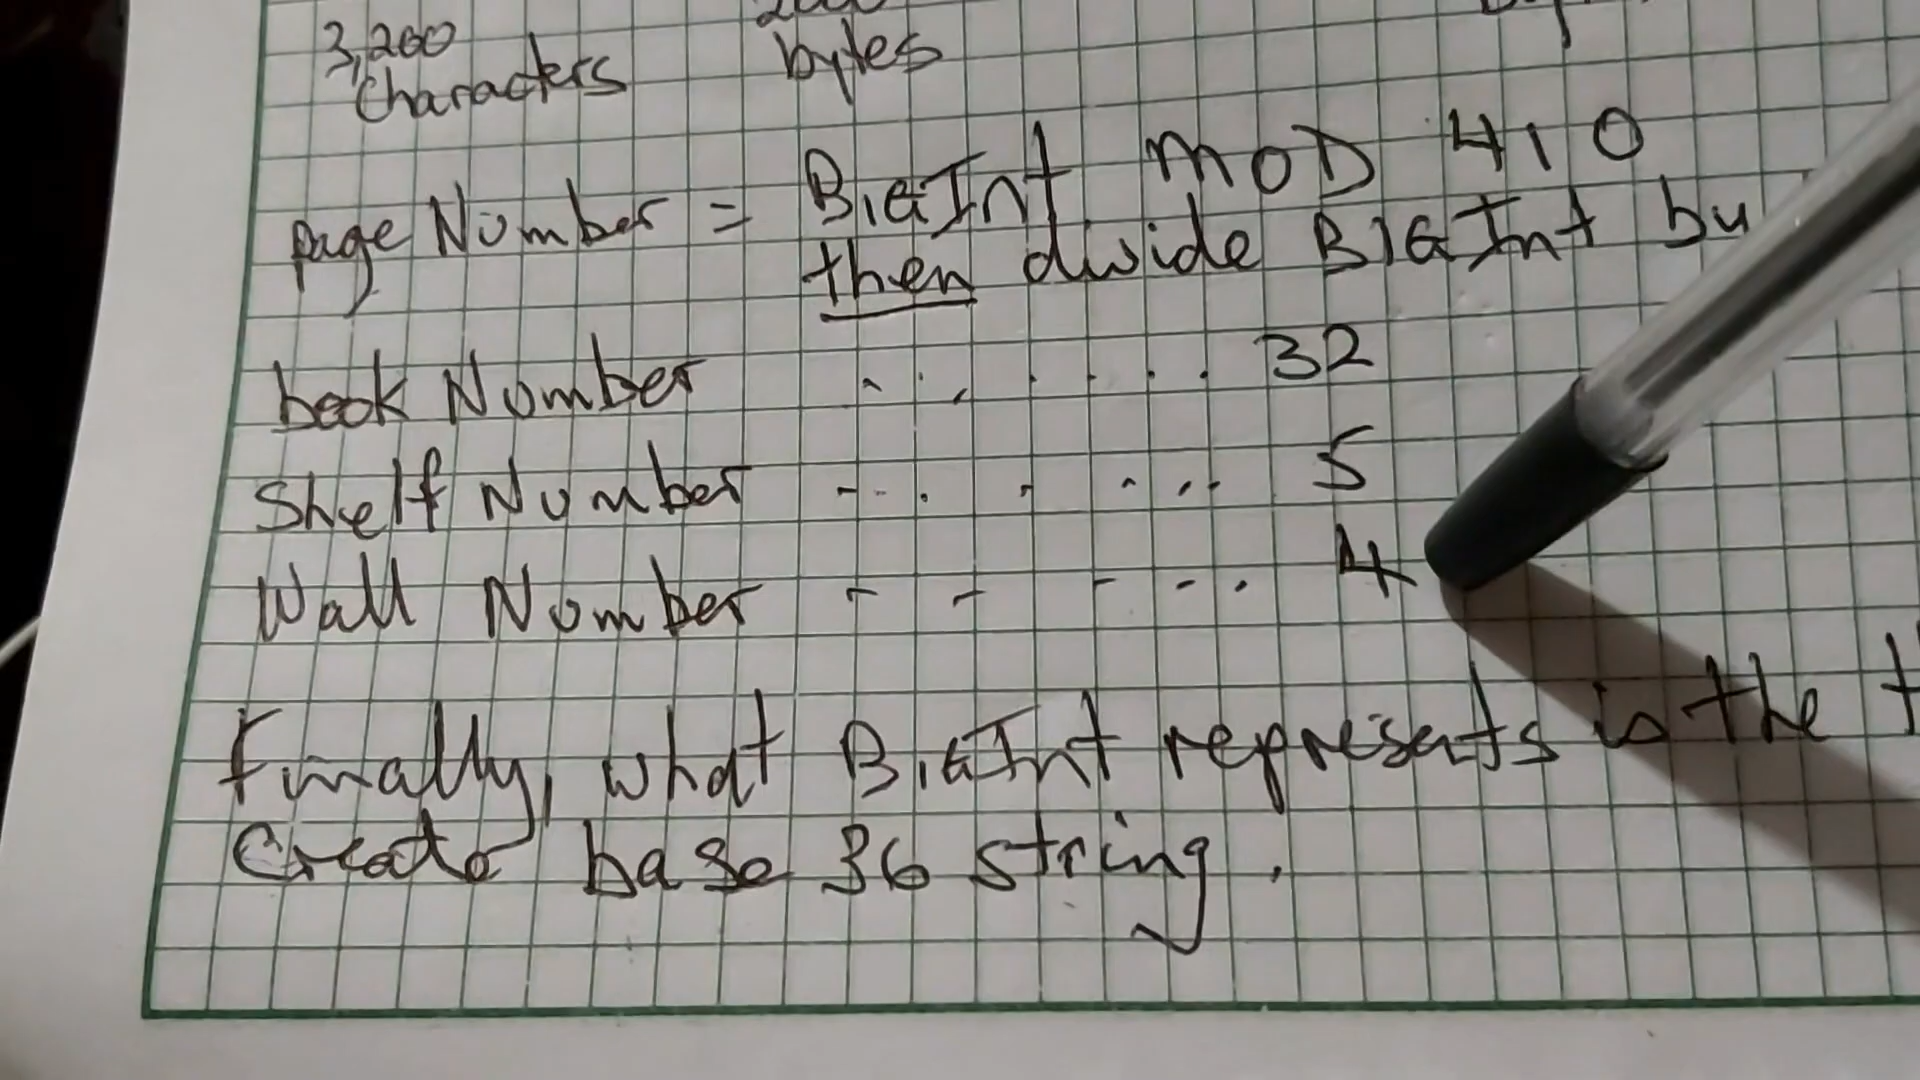 3,200
Characters bytes
page Number = BIGInt MOD 410
then divide BIGInt by
book Number . . . . . . . 32
Shelf Number - - . - - . . . 5
Wall Number - - - - - . 4
Finally, what BIGInt represents is the
Create base 36 string.